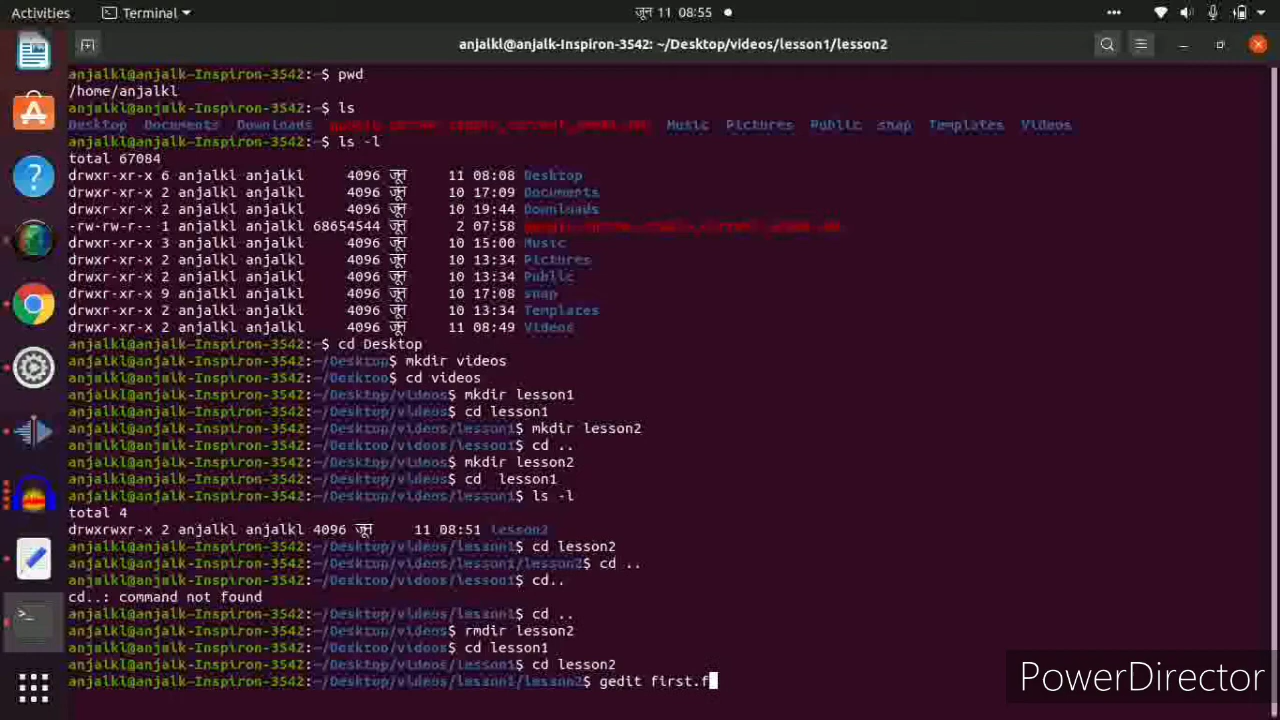 Activities Terminal जून 11 08:55
anjalkl@anjalk-Inspiron-3542: ~/Desktop/videos/lesson1/lesson2
anjalkl@anjalk-Inspiron-3542:~$ pwd
/home/anjalkl
anjalkl@anjalk-Inspiron-3542:~$ ls
Desktop Documents Downloads Music Pictures Public snap Templates Videos
anjalkl@anjalk-Inspiron-3542:~$ ls -l
total 67084
drwxr-xr-x 6 anjalkl anjalkl 4096 जून 11 08:08 Desktop
drwxr-xr-x 2 anjalkl anjalkl 4096 जून 10 17:09 Documents
drwxr-xr-x 2 anjalkl anjalkl 4096 जून 10 19:44 Downloads
-rw-rw-r-- 1 anjalkl anjalkl 68654544 जून 2 07:58
drwxr-xr-x 3 anjalkl anjalkl 4096 जून 10 15:00 Music
drwxr-xr-x 2 anjalkl anjalkl 4096 जून 10 13:34 Pictures
drwxr-xr-x 2 anjalkl anjalkl 4096 जून 10 13:34 Public
drwxr-xr-x 9 anjalkl anjalkl 4096 जून 10 17:08 snap
drwxr-xr-x 2 anjalkl anjalkl 4096 जून 10 13:34 Templates
drwxr-xr-x 2 anjalkl anjalkl 4096 जून 11 08:49 Videos
anjalkl@anjalk-Inspiron-3542:~$ cd Desktop
anjalkl@anjalk-Inspiron-3542:~/Desktop$ mkdir videos
anjalkl@anjalk-Inspiron-3542:~/Desktop$ cd videos
anjalkl@anjalk-Inspiron-3542:~/Desktop/videos$ mkdir lesson1
anjalkl@anjalk-Inspiron-3542:~/Desktop/videos$ cd lesson1
anjalkl@anjalk-Inspiron-3542:~/Desktop/videos/lesson1$ mkdir lesson2
anjalkl@anjalk-Inspiron-3542:~/Desktop/videos/lesson1$ cd ..
anjalkl@anjalk-Inspiron-3542:~/Desktop/videos$ mkdir lesson2
anjalkl@anjalk-Inspiron-3542:~/Desktop/videos$ cd  lesson1
anjalkl@anjalk-Inspiron-3542:~/Desktop/videos/lesson1$ ls -l
total 4
drwxrwxr-x 2 anjalkl anjalkl 4096 जून 11 08:51 lesson2
anjalkl@anjalk-Inspiron-3542:~/Desktop/videos/lesson1$ cd lesson2
anjalkl@anjalk-Inspiron-3542:~/Desktop/videos/lesson1/lesson2$ cd ..
anjalkl@anjalk-Inspiron-3542:~/Desktop/videos/lesson1$ cd..
cd..: command not found
anjalkl@anjalk-Inspiron-3542:~/Desktop/videos/lesson1$ cd ..
anjalkl@anjalk-Inspiron-3542:~/Desktop/videos$ rmdir lesson2
anjalkl@anjalk-Inspiron-3542:~/Desktop/videos$ cd lesson1
anjalkl@anjalk-Inspiron-3542:~/Desktop/videos/lesson1$ cd lesson2
anjalkl@anjalk-Inspiron-3542:~/Desktop/videos/lesson1/lesson2$ gedit first.f
PowerDirector